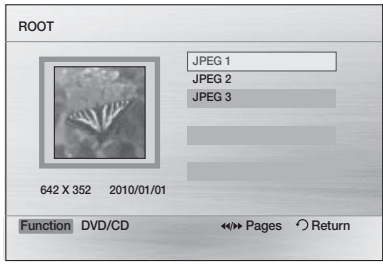 ROOT
JPEG 1
JPEG 2
JPEG 3
642 X 352 2010/01/01
Function DVD/CD Pages Return